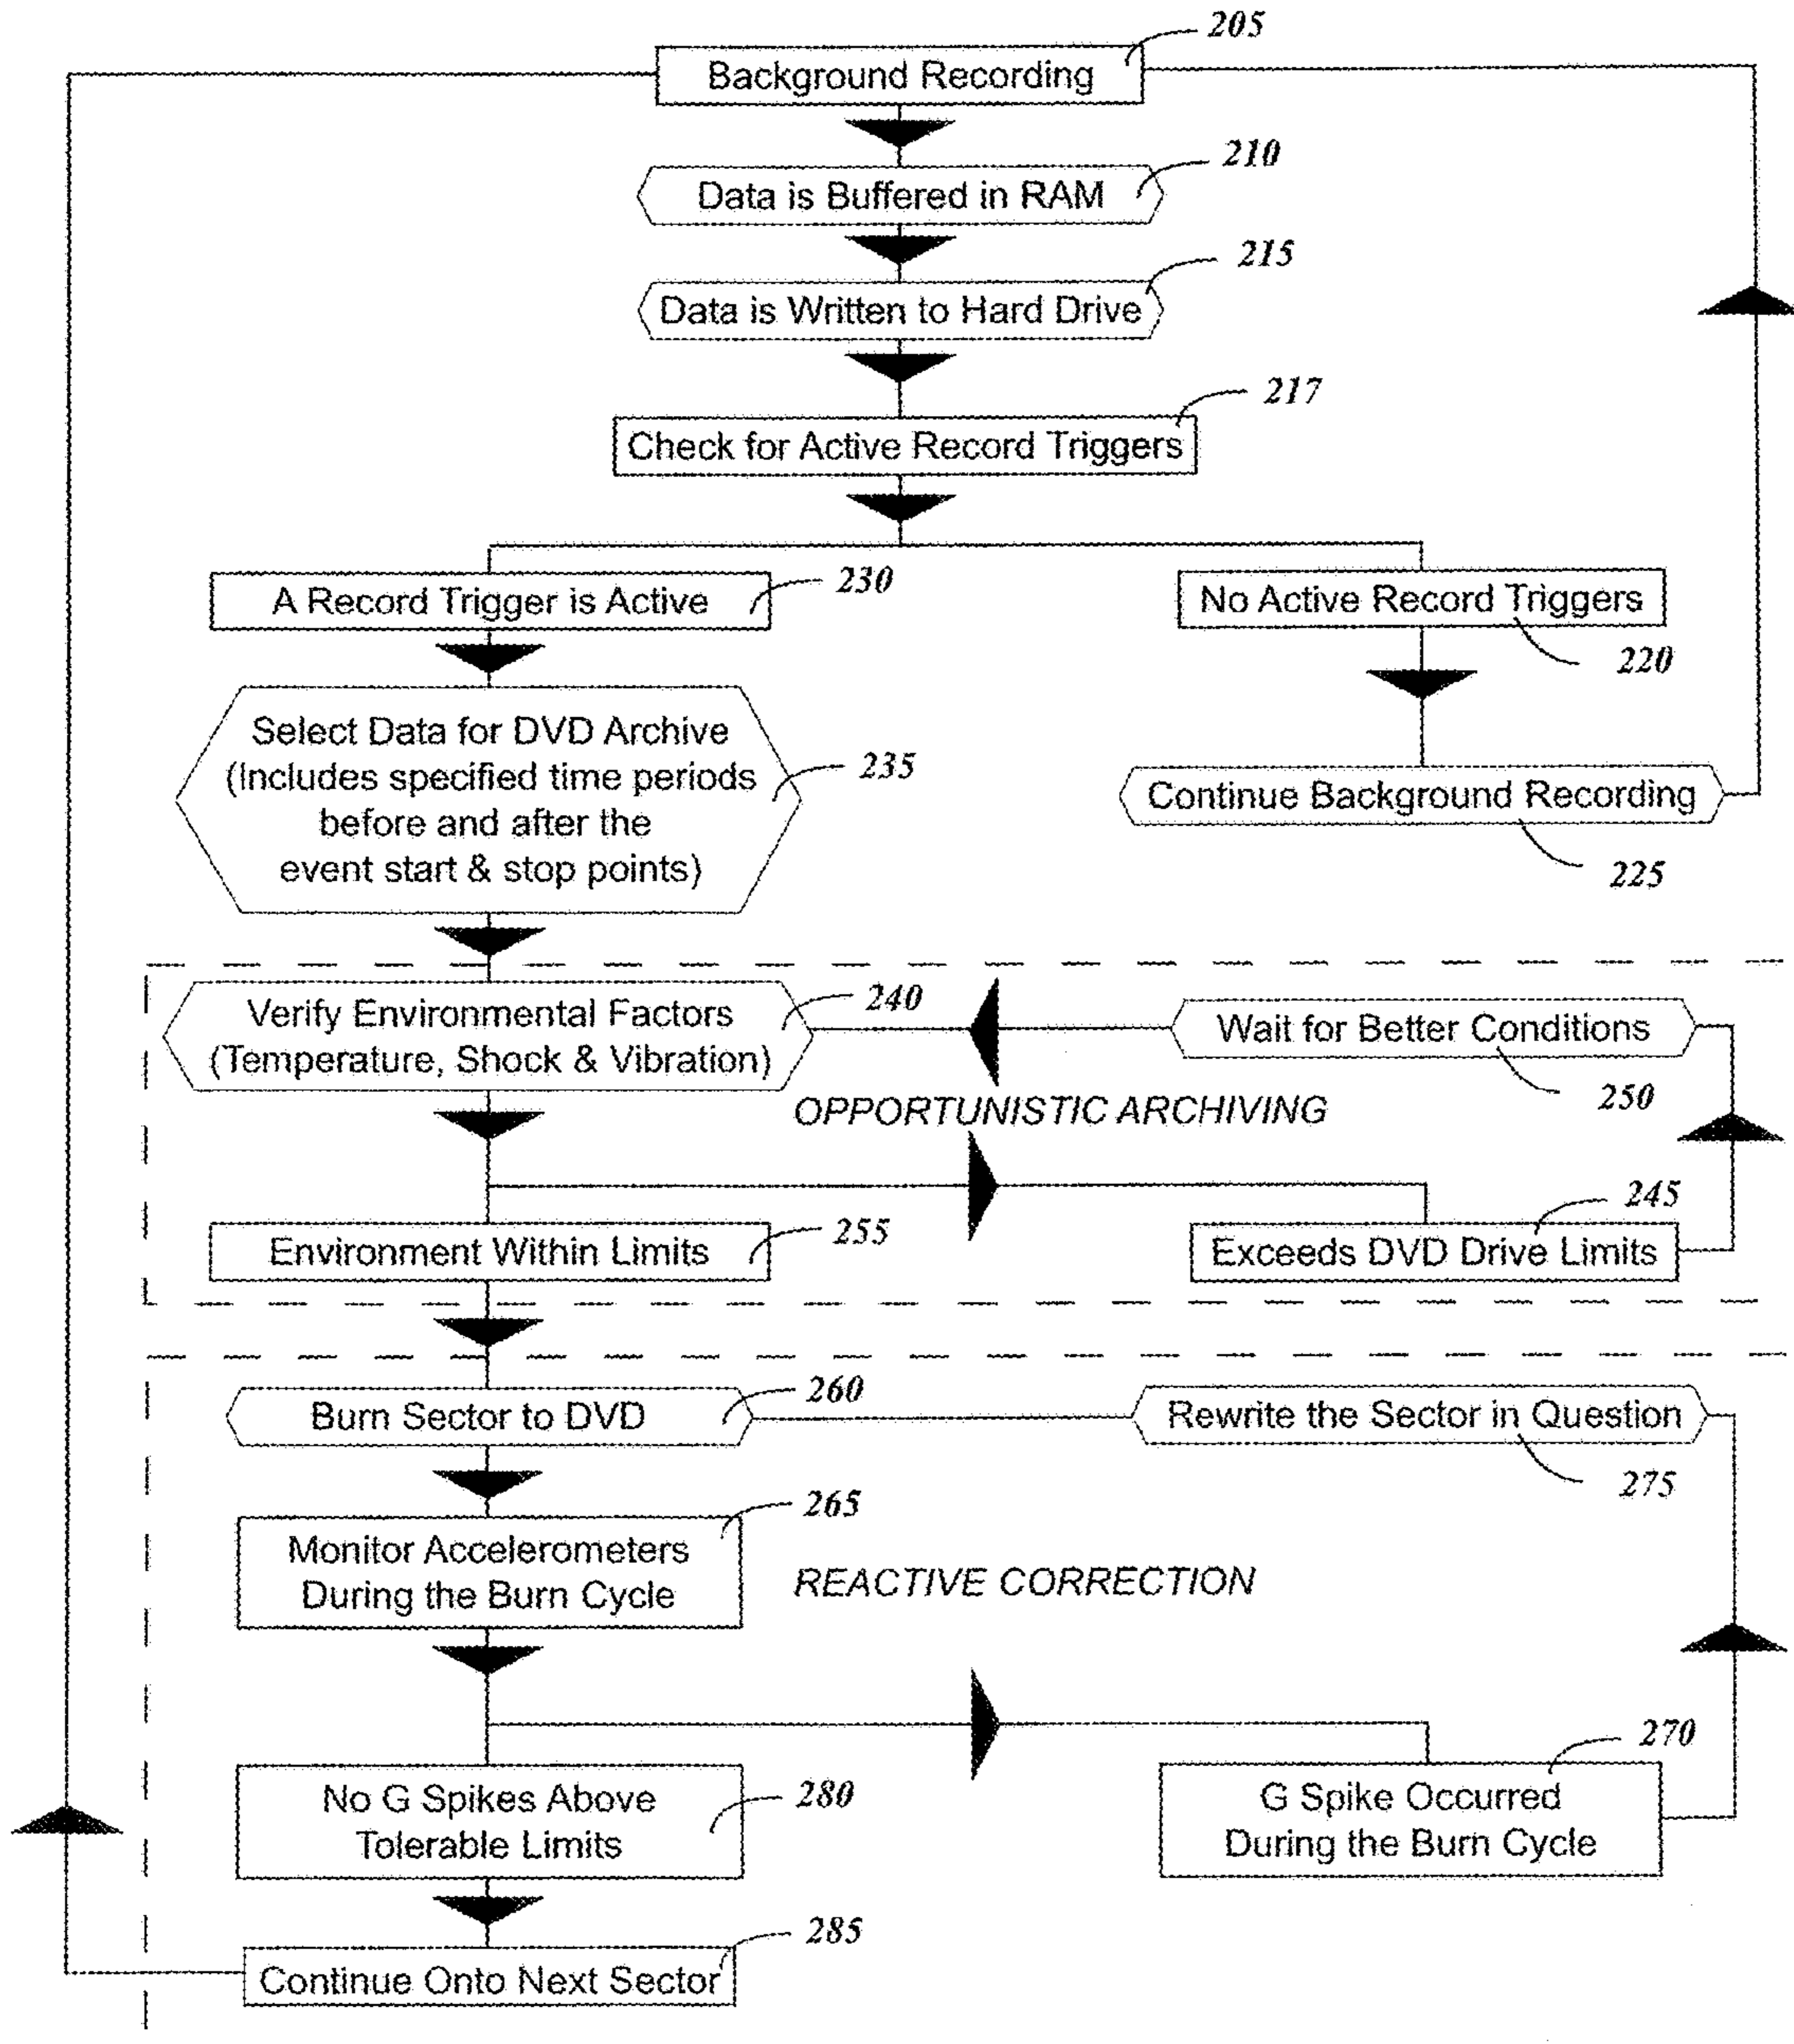 205
Background Recording
210
Data is Buffered in RAM
215
Data is Written to Hard Drive
217
Check for Active Record Triggers
230
A Record Trigger is Active
No Active Record Triggers
220
Select Data for DVD Archive
(Includes specified time periods
before and after the
event start & stop points)
235
Continue Background Recording
225
240
Verify Environmental Factors
(Temperature, Shock & Vibration)
Wait for Better Conditions
250
OPPORTUNISTIC ARCHIVING
245
255
Environment Within Limits
Exceeds DVD Drive Limits
260
Burn Sector to DVD
Rewrite the Sector in Question
275
265
Monitor Accelerometers
During the Burn Cycle
REACTIVE CORRECTION
270
280
No G Spikes Above
Tolerable Limits
G Spike Occurred
During the Burn Cycle
285
Continue Onto Next Sector